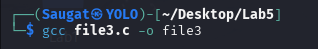 ┌──(Saugat㉿YOLO)-[~/Desktop/Lab5]
└─$ gcc file3.c -o file3